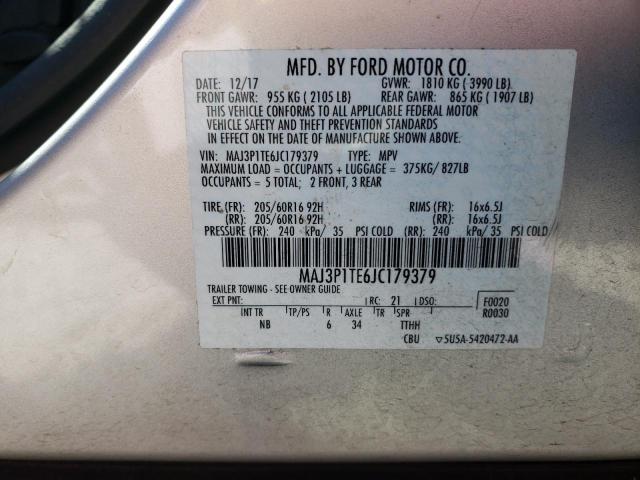 MFD. BY FORD MOTOR CO.
DATE: 12/17 GVWR: 1810 KG ( 3990 LB)
FRONT GAWR: 955 KG ( 2105 LB) REAR GAWR: 865 KG ( 1907 LB)
THIS VEHICLE CONFORMS TO ALL APPLICABLE FEDERAL MOTOR
VEHICLE SAFETY AND THEFT PREVENTION STANDARDS
IN EFFECT ON THE DATE OF MANUFACTURE SHOWN ABOVE.
VIN: MAJ3P1TE6JC179379 TYPE: MPV
MAXIMUM LOAD = OCCUPANTS + LUGGAGE = 375KG/ 827LB
OCCUPANTS = 5 TOTAL; 2 FRONT, 3 REAR
TIRE (FR): 205/60R16 92H RIMS (FR): 16x6.5J
(RR): 205/60R16 92H (RR): 16x6.5J
PRESSURE (FR): 240 kPa/ 35 PSI COLD (RR): 240 kPa/ 35 PSI COLD
MAJ3P1TE6JC179379
TRAILER TOWING - SEE OWNER GUIDE
EXT PNT: RC: 21 DSO: F0020
R0030
INT TR TP/PS R AXLE TR SPR
NB 6 34 TTHH
CBU ▽5U5A-5420472-AA